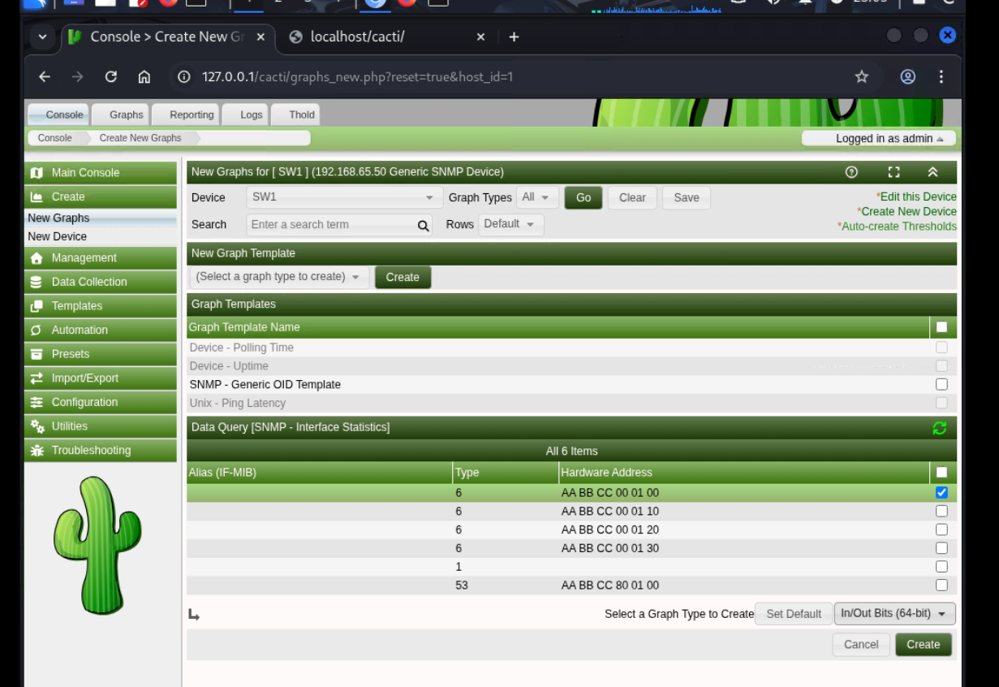 Console > Create New Gr
localhost/cacti/
127.0.0.1/cacti/graphs_new.php?reset=true&host_id=1
Console
Graphs
Reporting
Logs
Thold
Console
Create New Graphs
Logged in as admin
Main Console
Create
New Graphs
New Device
Management
Data Collection
Templates
Automation
Presets
Import/Export
Configuration
Utilities
Troubleshooting
New Graphs for [ SW1 ] (192.168.65.50 Generic SNMP Device)
Device SW1 Graph Types All Go Clear Save
*Edit this Device
*Create New Device
*Auto-create Thresholds
Search Enter a search term Rows Default
New Graph Template
(Select a graph type to create) Create
Graph Templates
Graph Template Name
Device - Polling Time
Device - Uptime
SNMP - Generic OID Template
Unix - Ping Latency
Data Query [SNMP - Interface Statistics]
All 6 Items
Alias (IF-MIB) Type Hardware Address
6 AA BB CC 00 01 00
6 AA BB CC 00 01 10
6 AA BB CC 00 01 20
6 AA BB CC 00 01 30
1
53 AA BB CC 80 01 00
Select a Graph Type to Create Set Default In/Out Bits (64-bit)
Cancel Create